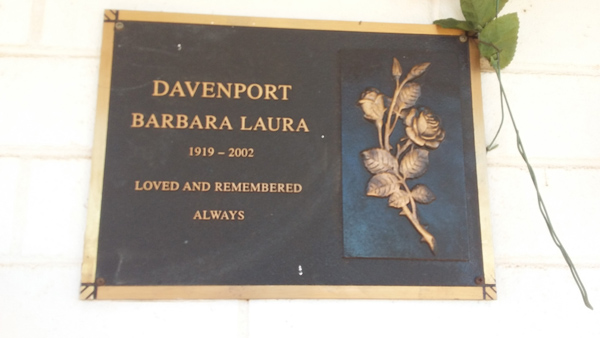 DAVENPORT
BARBARA LAURA
1919 – 2002
LOVED AND REMEMBERED
ALWAYS